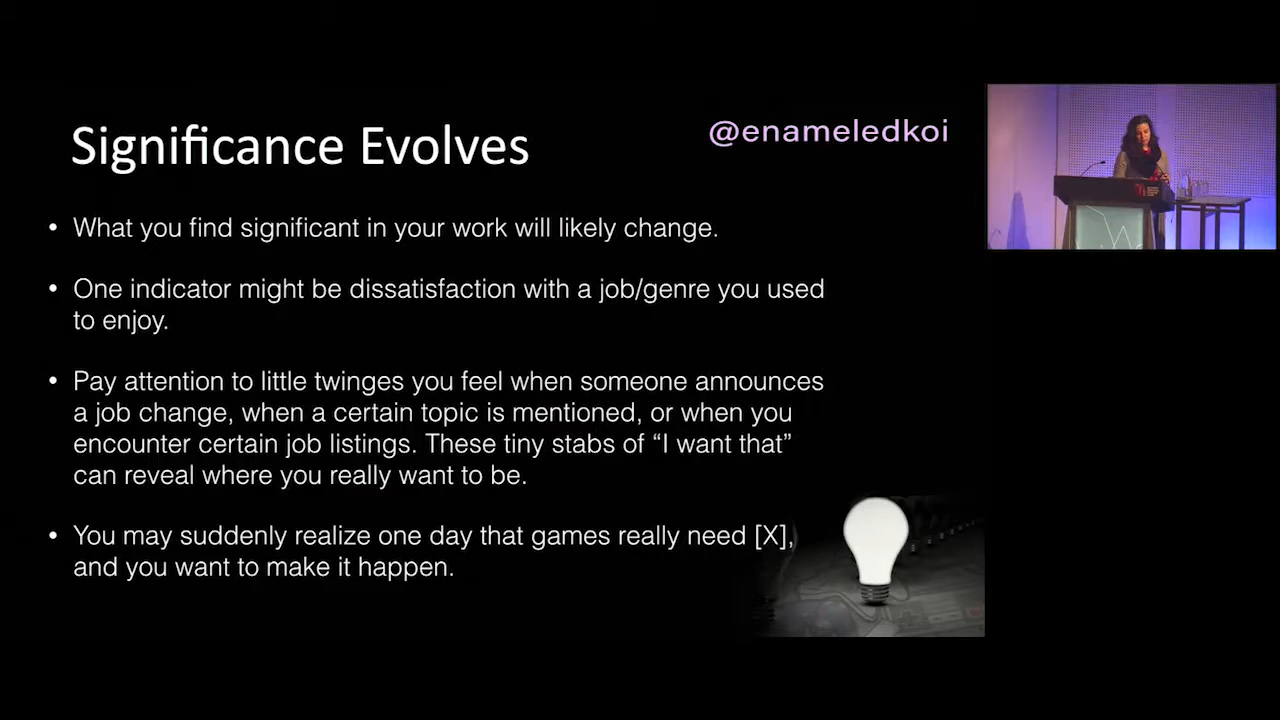 Significance Evolves
@enameledkoi
• What you find significant in your work will likely change.
• One indicator might be dissatisfaction with a job/genre you used
to enjoy.
• Pay attention to little twinges you feel when someone announces
a job change, when a certain topic is mentioned, or when you
encounter certain job listings. These tiny stabs of “I want that”
can reveal where you really want to be.
• You may suddenly realize one day that games really need [X],
and you want to make it happen.